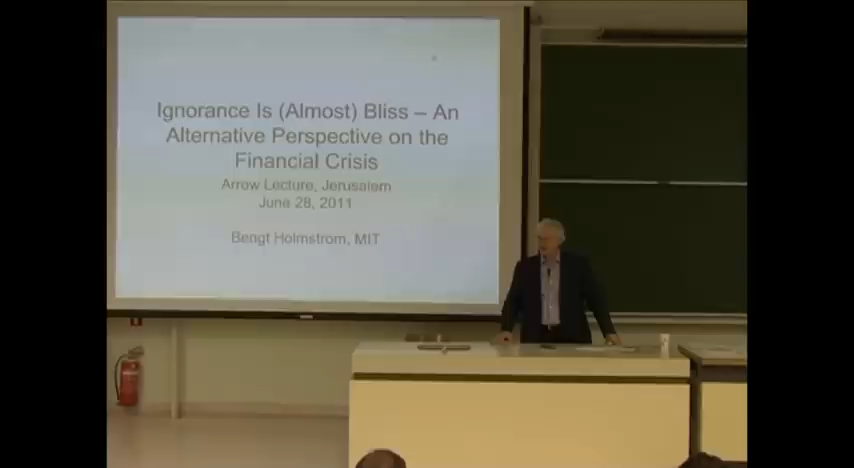 Ignorance Is (Almost) Bliss – An
Alternative Perspective on the
Financial Crisis
Arrow Lecture, Jerusalem
June 28, 2011
Bengt Holmstrom, MIT